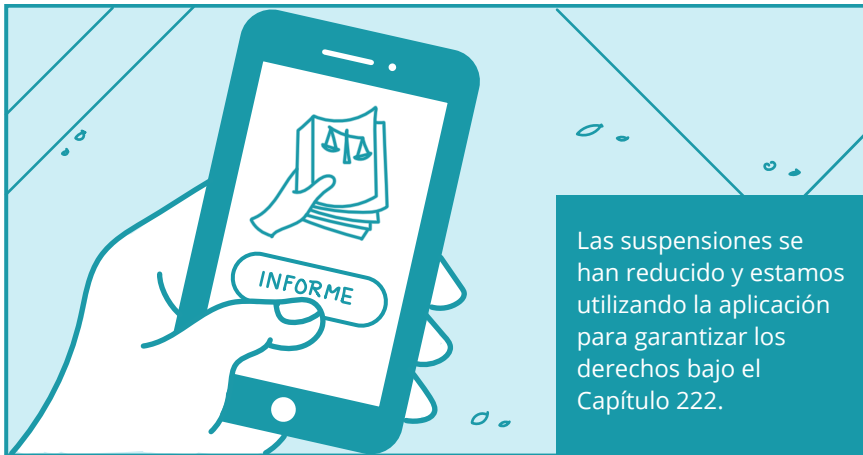 INFORME
Las suspensiones se
han reducido y estamos
utilizando la aplicación
para garantizar los
derechos bajo el
Capítulo 222.